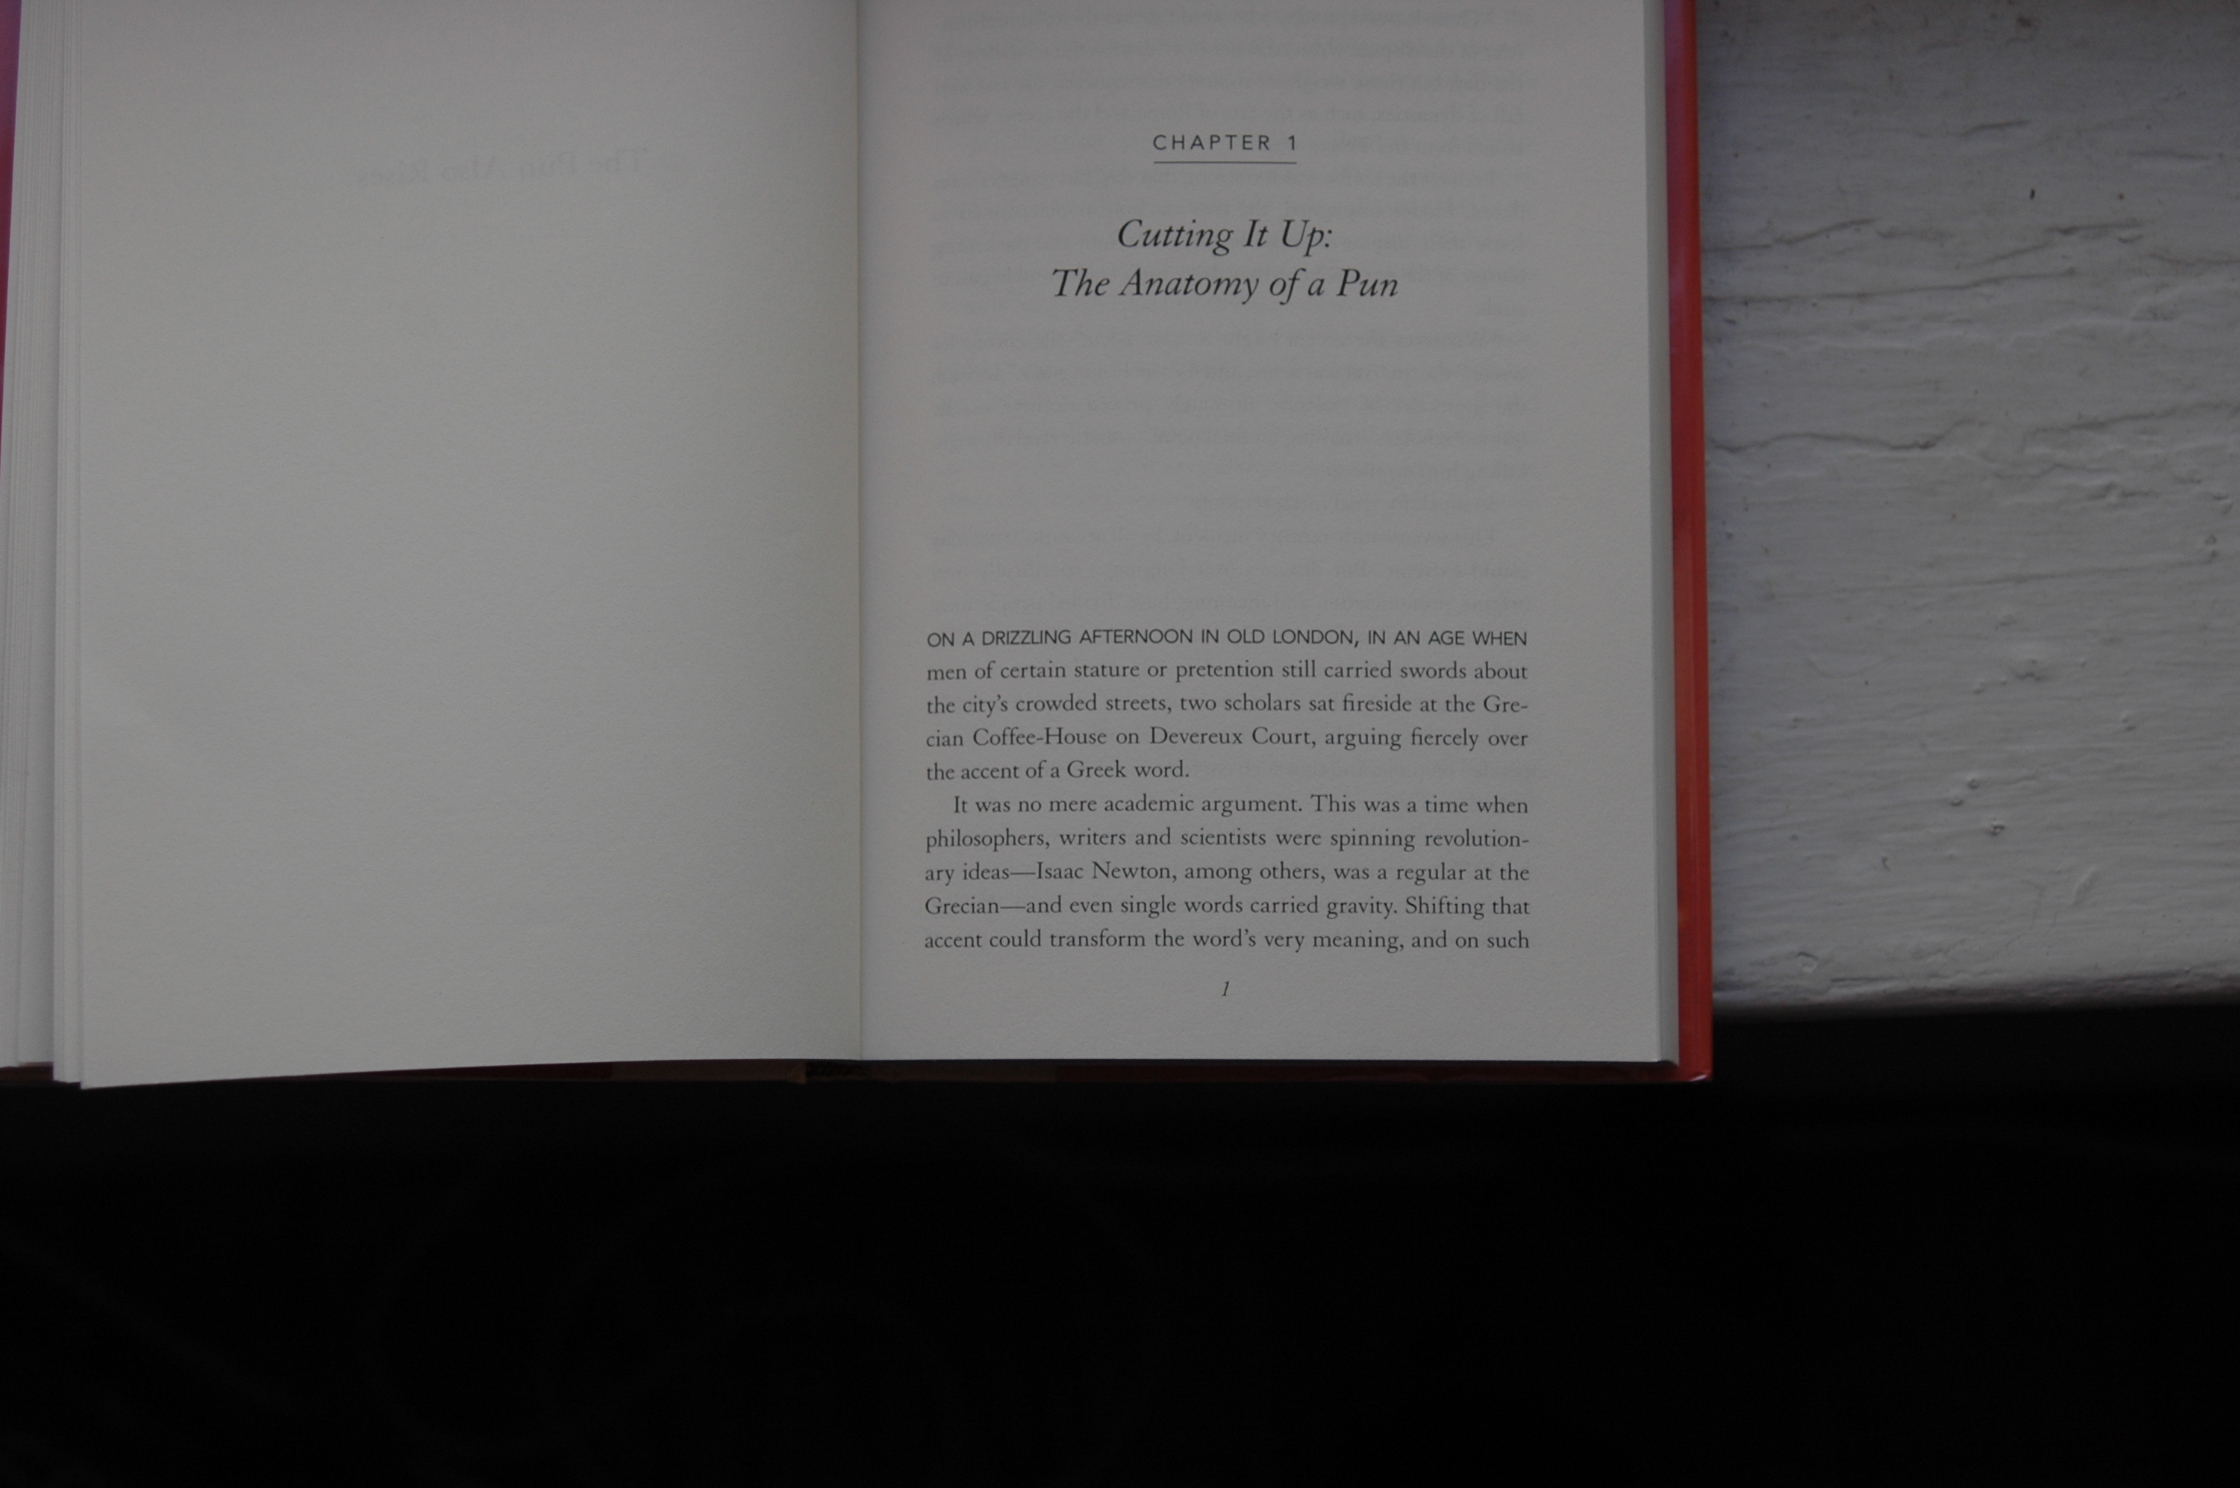 The Pun Also Rises
CHAPTER 1
Cutting It Up:
The Anatomy of a Pun
ON A DRIZZLING AFTERNOON IN OLD LONDON, IN AN AGE WHEN
men of certain stature or pretention still carried swords about
the city's crowded streets, two scholars sat fireside at the Gre-
cian Coffee-House on Devereux Court, arguing fiercely over
the accent of a Greek word.
It was no mere academic argument. This was a time when
philosophers, writers and scientists were spinning revolution-
ary ideas—Isaac Newton, among others, was a regular at the
Grecian—and even single words carried gravity. Shifting that
accent could transform the word's very meaning, and on such
1